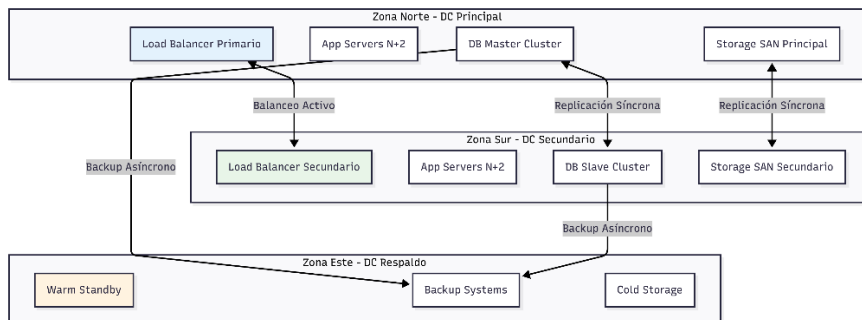 Zona Norte - DC Principal
Load Balancer Primario
App Servers N+2
DB Master Cluster
Storage SAN Principal
Balanceo Activo
Replicación Síncrona
Replicación Síncrona
Zona Sur - DC Secundario
Backup Asíncrono
Load Balancer Secundario
App Servers N+2
DB Slave Cluster
Storage SAN Secundario
Backup Asíncrono
Zona Este - DC Respaldo
Warm Standby
Backup Systems
Cold Storage